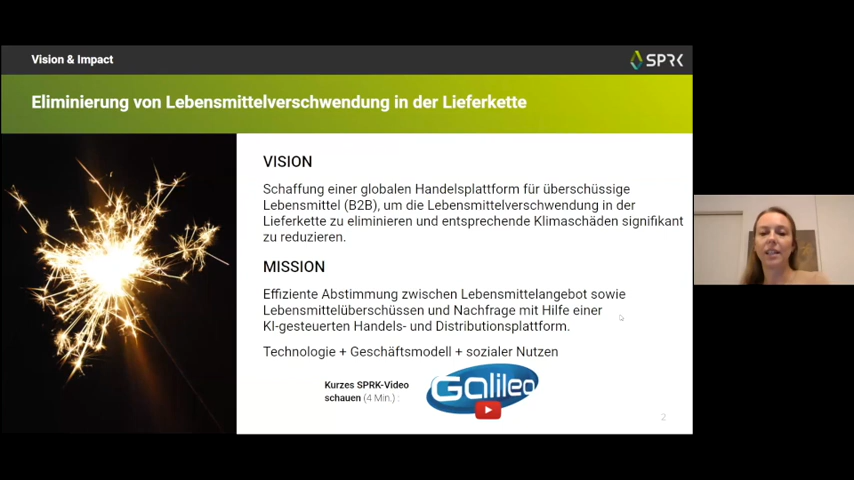 Vision & Impact
SPRK
Eliminierung von Lebensmittelverschwendung in der Lieferkette
VISION
Schaffung einer globalen Handelsplattform für überschüssige
Lebensmittel (B2B), um die Lebensmittelverschwendung in der
Lieferkette zu eliminieren und entsprechende Klimaschäden signifikant
zu reduzieren.
MISSION
Effiziente Abstimmung zwischen Lebensmittelangebot sowie
Lebensmittelüberschüssen und Nachfrage mit Hilfe einer
KI-gesteuerten Handels- und Distributionsplattform.
Technologie + Geschäftsmodell + sozialer Nutzen
Kurzes SPRK-Video
schauen (4 Min.) :
Galileo
2